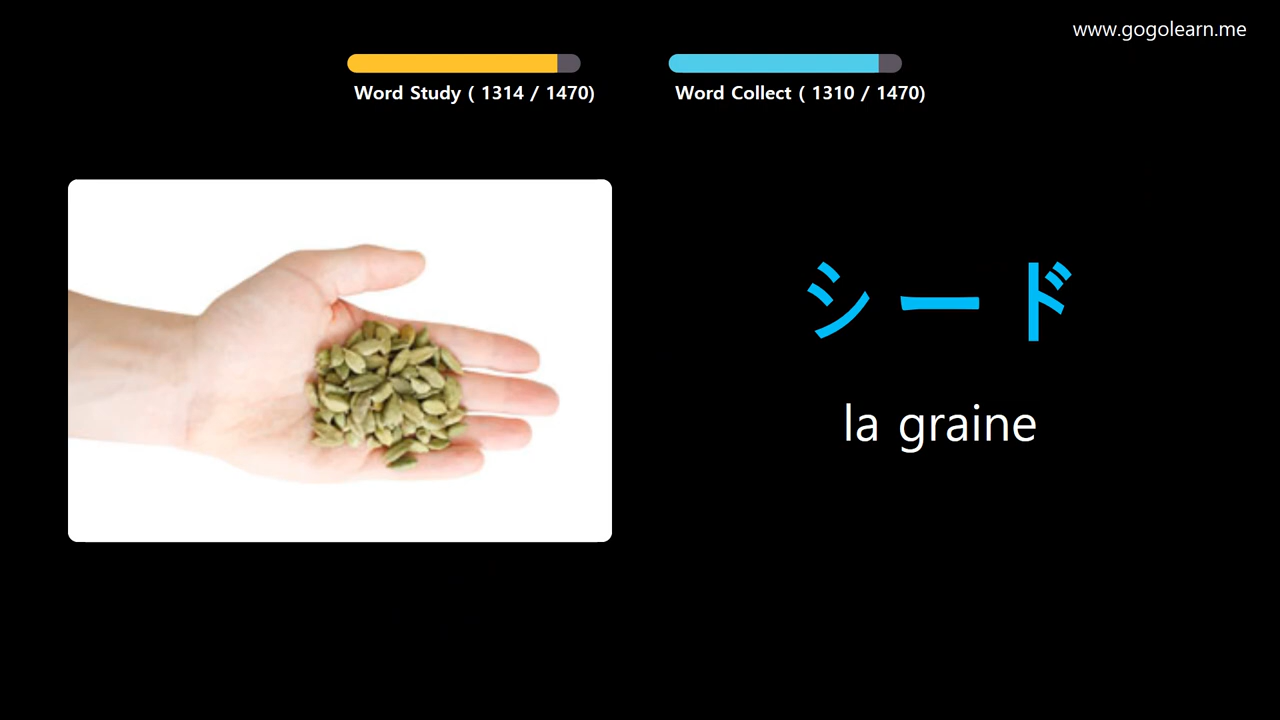 www.gogolearn.me
Word Study ( 1314 / 1470)
Word Collect ( 1310 / 1470)
シード
la graine